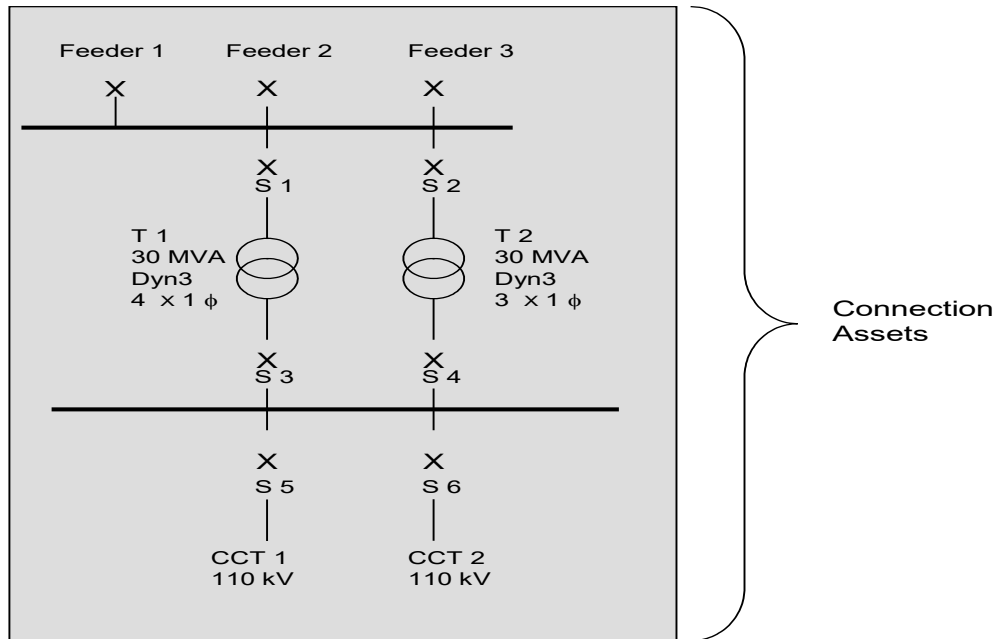 Feeder 1
Feeder 2
Feeder 3
S 1
S 2
T 1
30 MVA
Dyn3
4 x 1 ϕ
T 2
30 MVA
Dyn3
3 x 1 ϕ
S 3
S 4
S 5
S 6
CCT 1
110 kV
CCT 2
110 kV
Connection
Assets